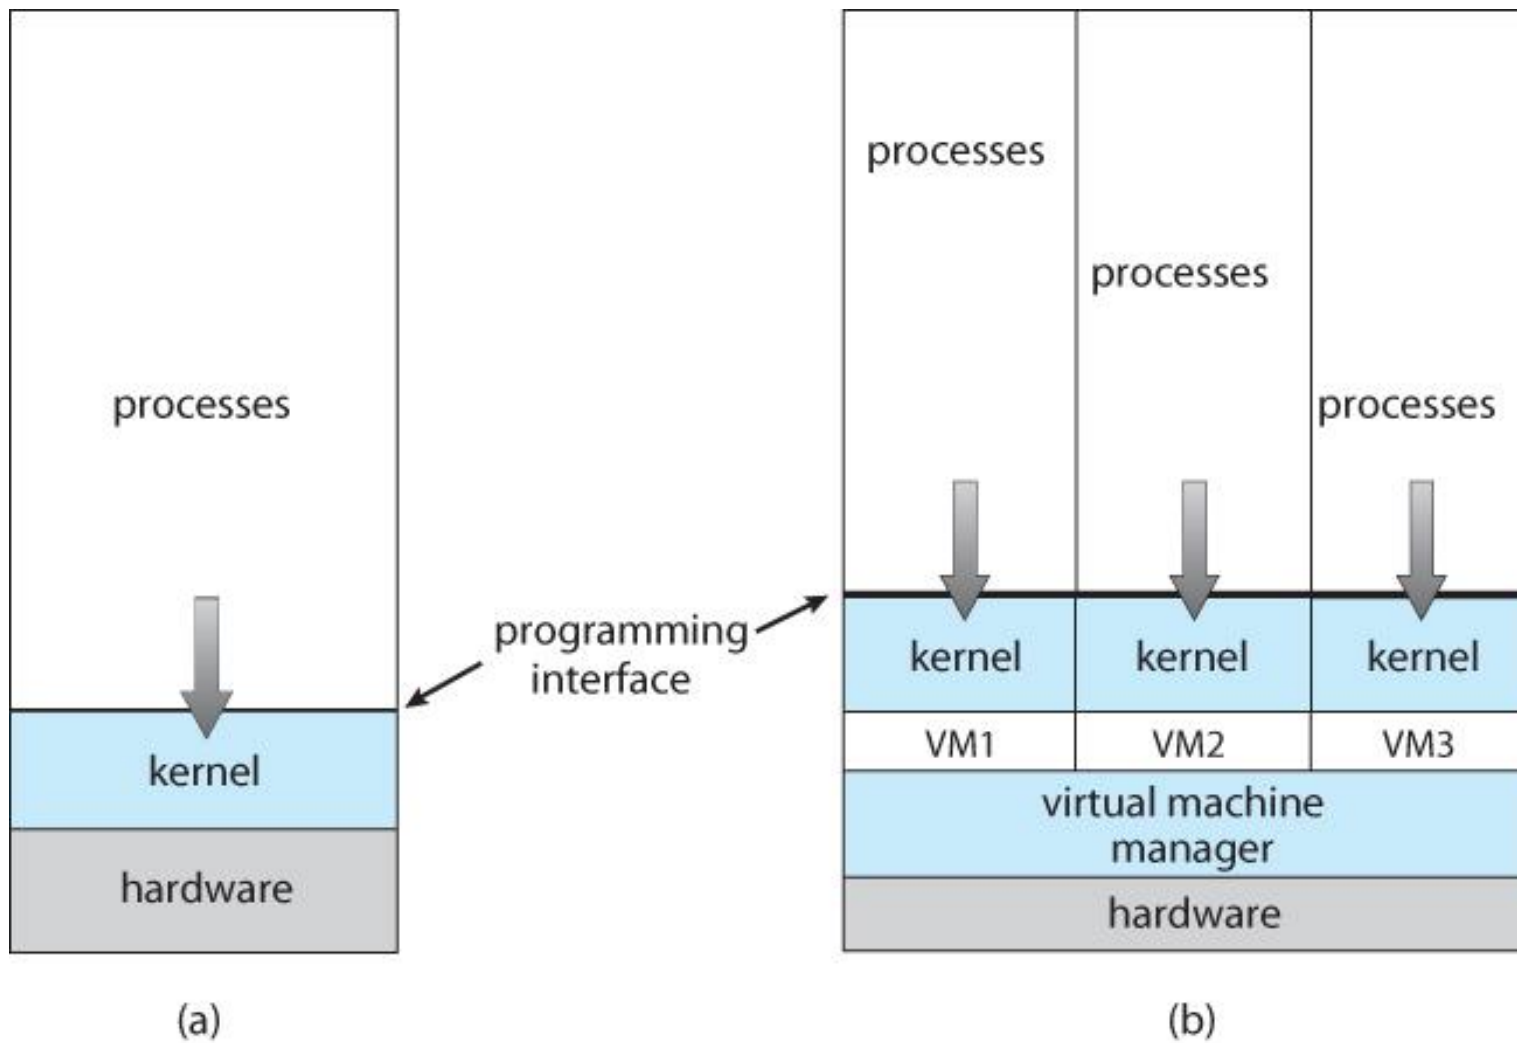 processes
kernel
hardware
(a)
programming
interface
processes
processes
processes
kernel
kernel
kernel
VM1
VM2
VM3
virtual machine
manager
hardware
(b)